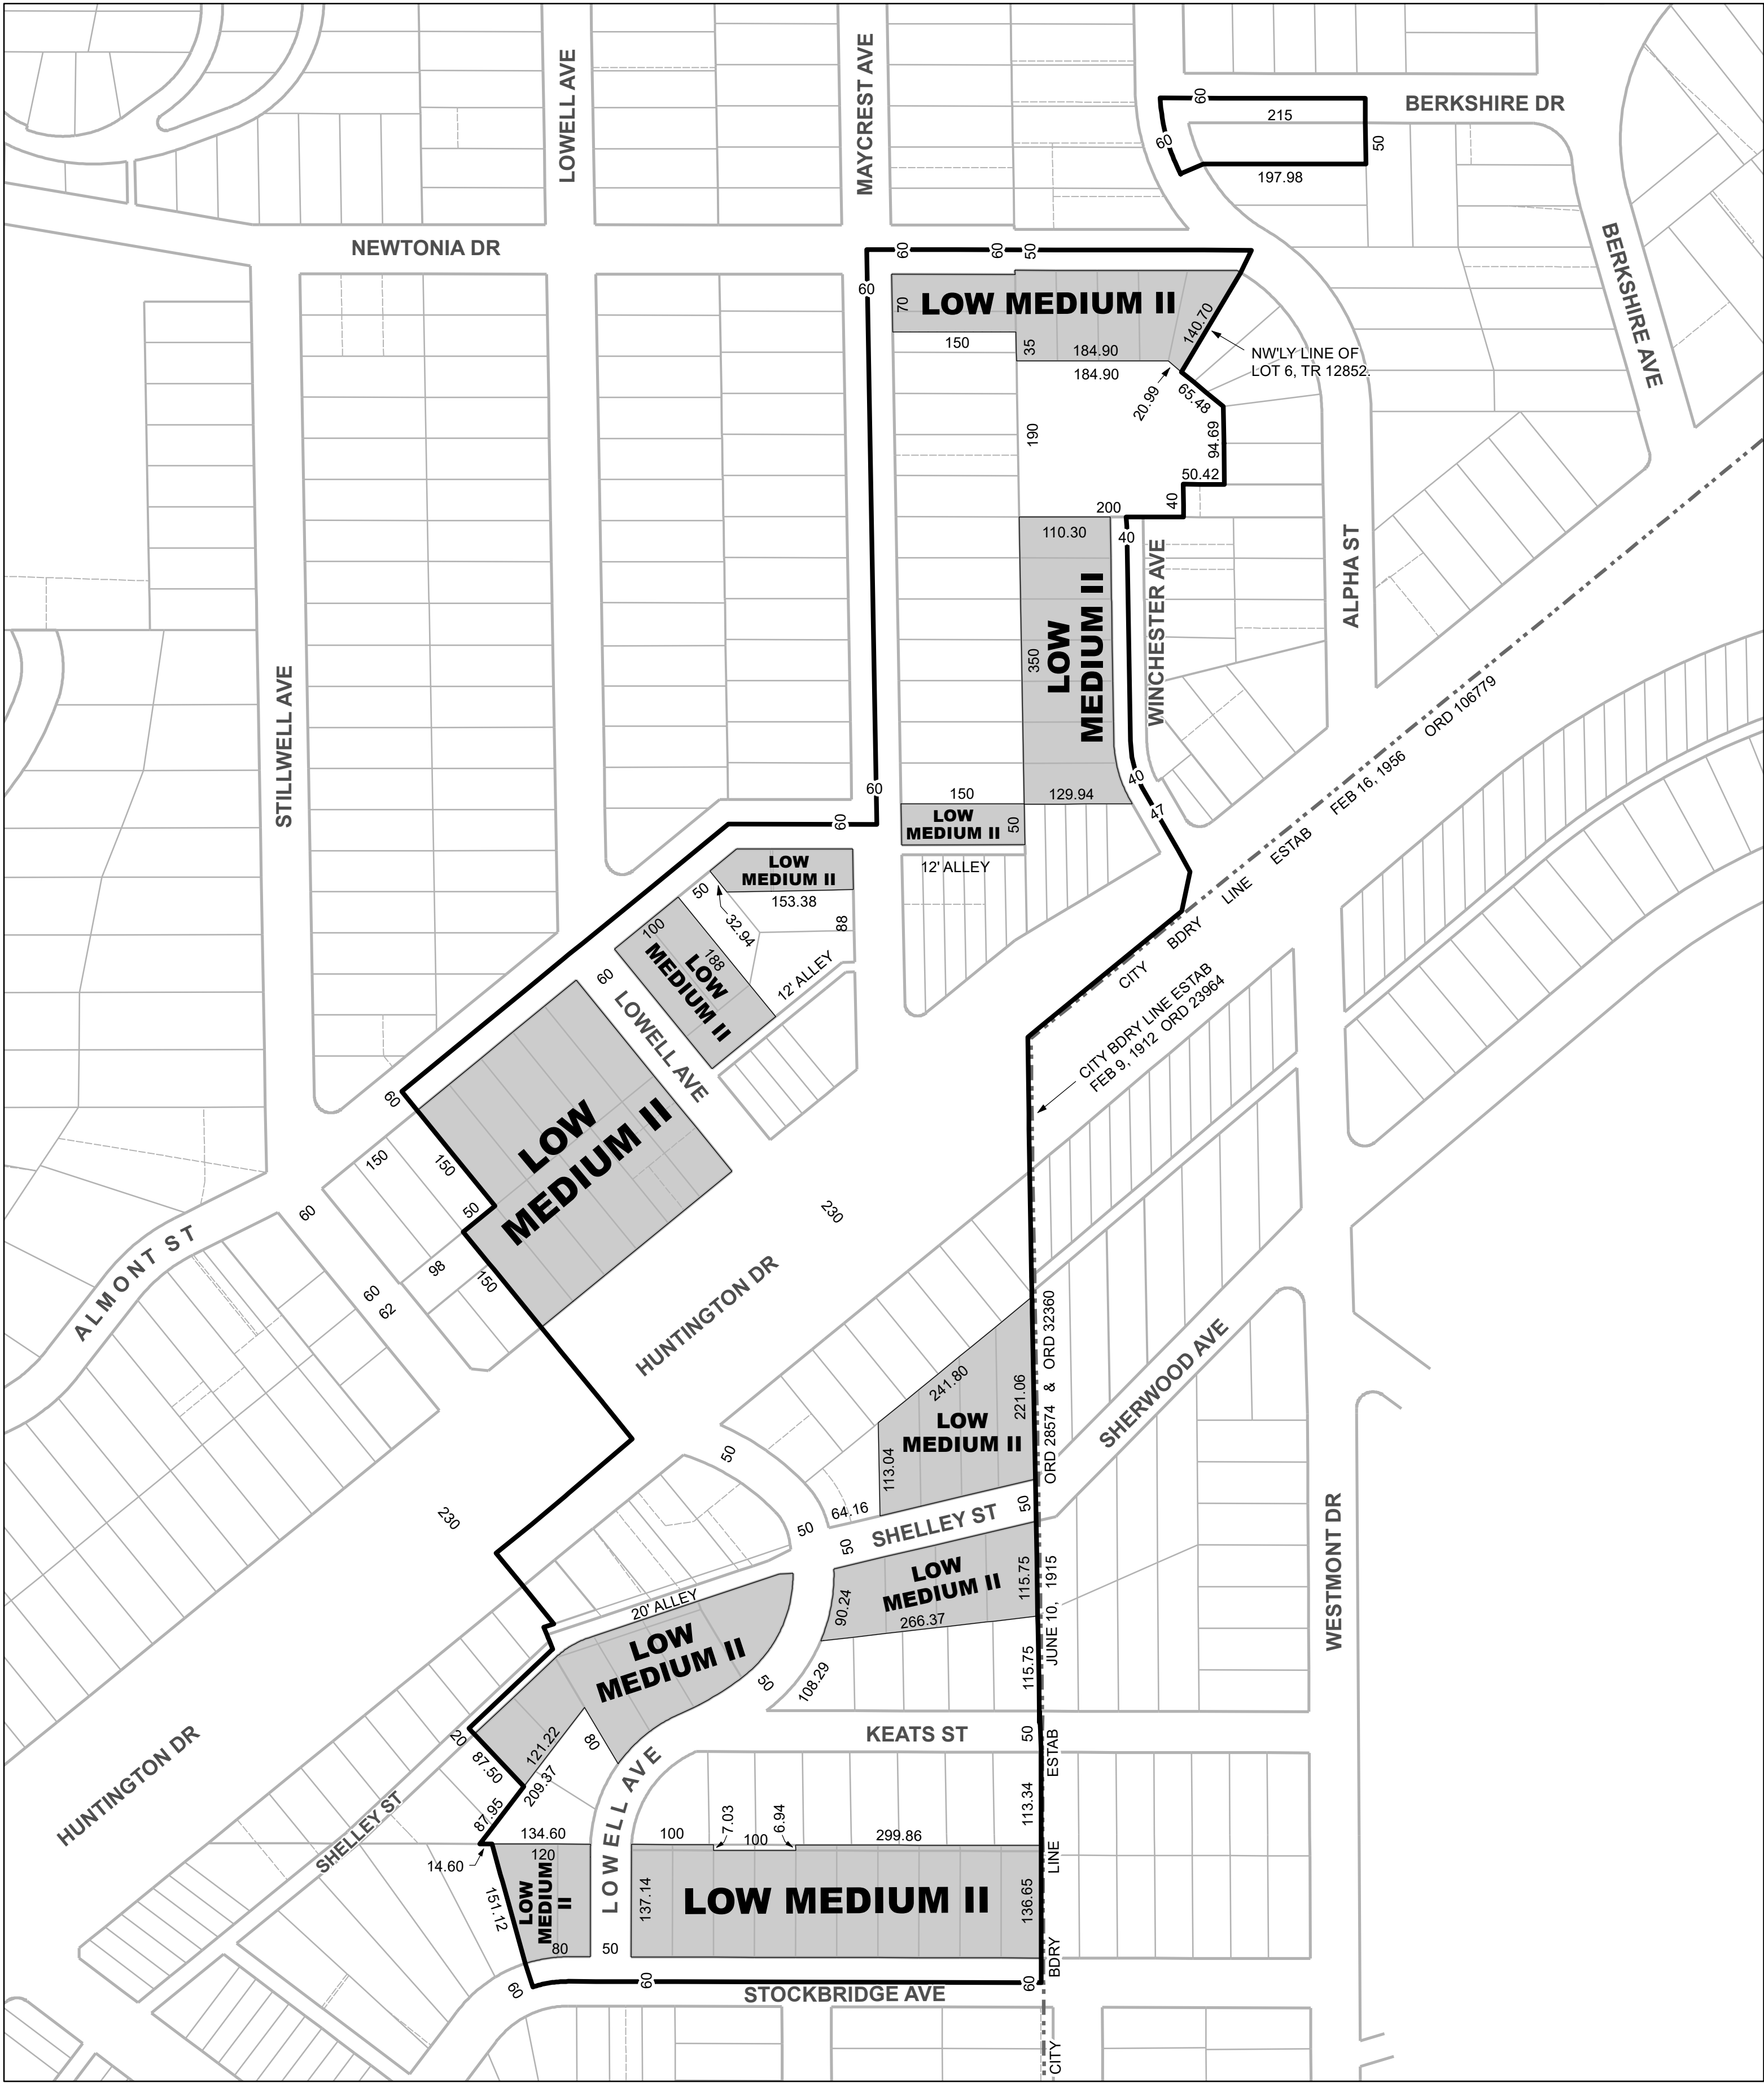 LOWELL AVE
MAYCREST AVE
60
215
BERKSHIRE DR
60
50
197.98
NEWTONIA DR
60
60
50
BERKSHIRE AVE
60
70
LOW MEDIUM II
140.70
150
35
184.90
184.90
NW'LY LINE OF
LOT 6, TR 12852.
20.99
65.48
190
94.69
50.42
40
200
110.30
40
WINCHESTER AVE
ALPHA ST
LOW
MEDIUM II
350
STILLWELL AVE
ORD 106779
FEB 16, 1956
ESTAB
LINE
BDRY
CITY
40
47
60
150
129.94
60
LOW
MEDIUM II
50
12' ALLEY
LOW
MEDIUM II
153.38
50
32.94
88
100
188
LOW
MEDIUM II
12' ALLEY
60
LOWELL AVE
CITY BDRY LINE ESTAB
FEB 9, 1912 ORD 23964
60
LOW
MEDIUM II
150
150
50
60
98
150
60
62
ALMONT ST
230
HUNTINGTON DR
ORD 28574 & ORD 32360
SHERWOOD AVE
241.80
221.06
LOW
MEDIUM II
113.04
50
64.16
50
SHELLEY ST
50
50
230
WESTMONT DR
LOW
MEDIUM II
115.75
90.24
266.37
JUNE 10, 1915
20' ALLEY
LOW
MEDIUM II
115.75
50
108.29
KEATS ST
50
ESTAB
20
87.50
121.22
80
209.37
LOWELL AVE
113.34
HUNTINGTON DR
SHELLEY ST
87.95
134.60
100
7.03
100
6.94
299.86
LINE
14.60
120
LOW
MEDIUM
II
151.12
137.14
LOW MEDIUM II
136.65
80
50
BDRY
60
60
60
STOCKBRIDGE AVE
CITY